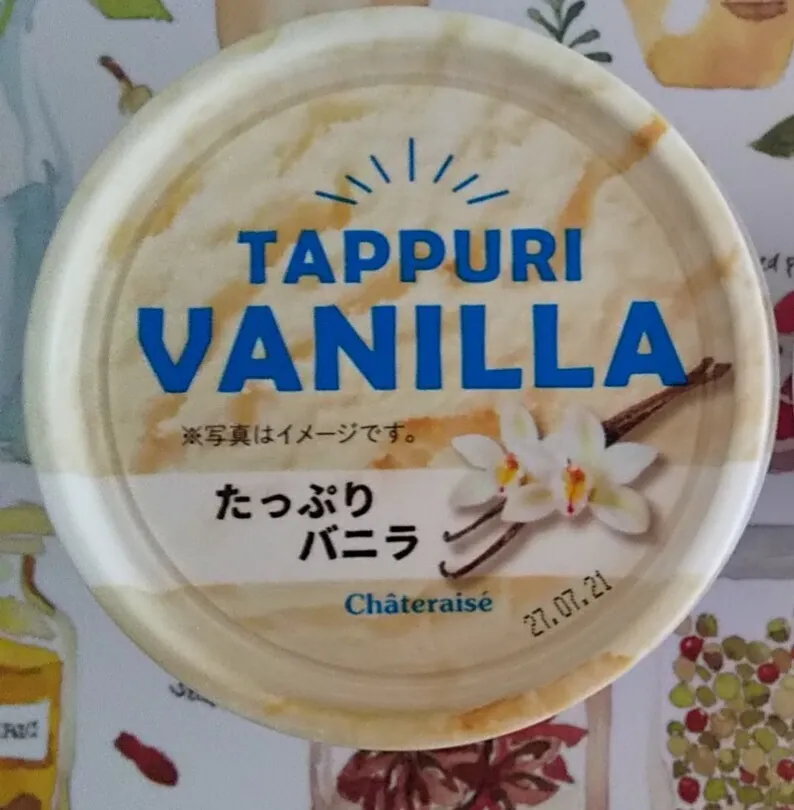 TAPPURI
VANILLA
※写真はイメージです。
たっぷり
バニラ
Châteraisé
27.07.21